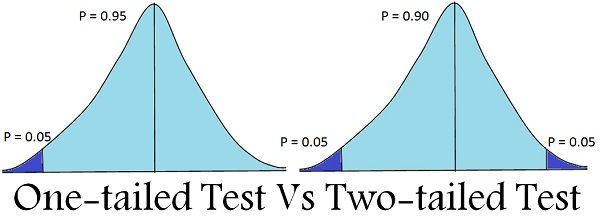 P = 0.95
P = 0.90
P = 0.05
P = 0.05
P = 0.05
One-tailed Test Vs Two-tailed Test